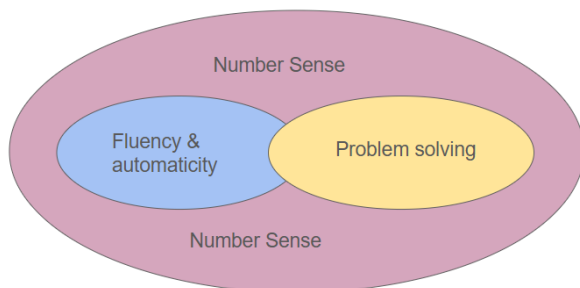 Number Sense
Fluency &
automaticity
Problem solving
Number Sense